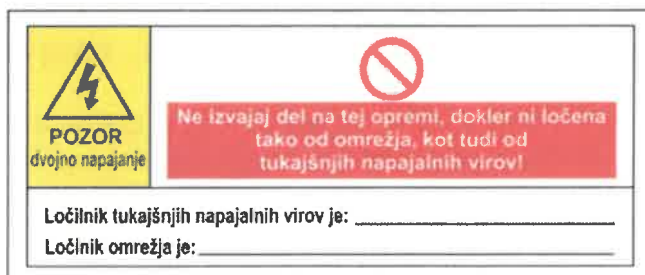 POZOR
dvojno napajanje
Ne izvajaj del na tej opremi, dokler ni ločena
tako od omrežja, kot tudi od
tukajšnjih napajalnih virov!
Ločilnik tukajšnjih napajalnih virov je:
Ločilnik omrežja je: